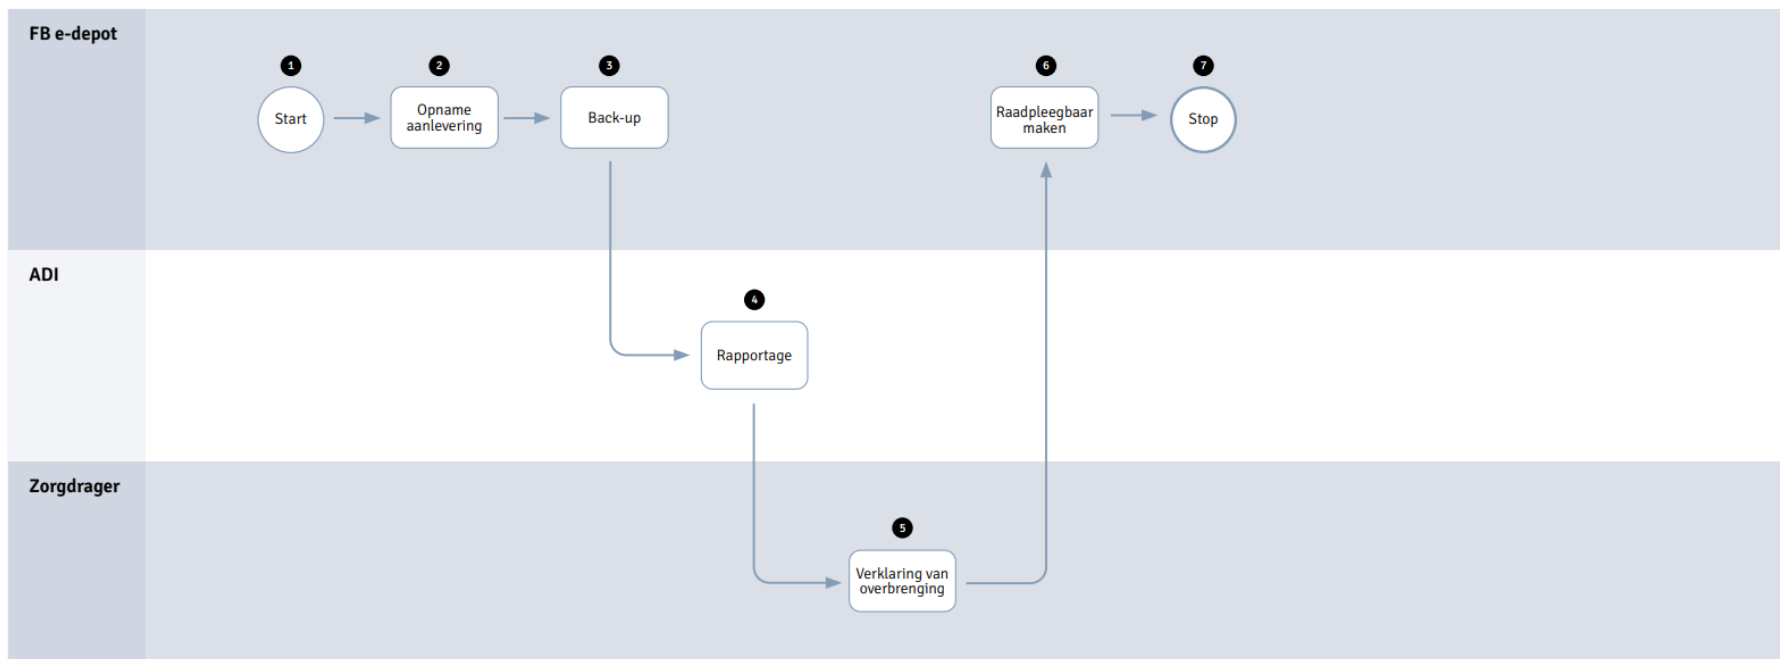 FB e-depot
1
2
3
6
7
Start
Opname
aanlevering
Back-up
Raadpleegbaar
maken
Stop
ADI
4
Rapportage
Zorgdrager
5
Verklaring van
overbrenging